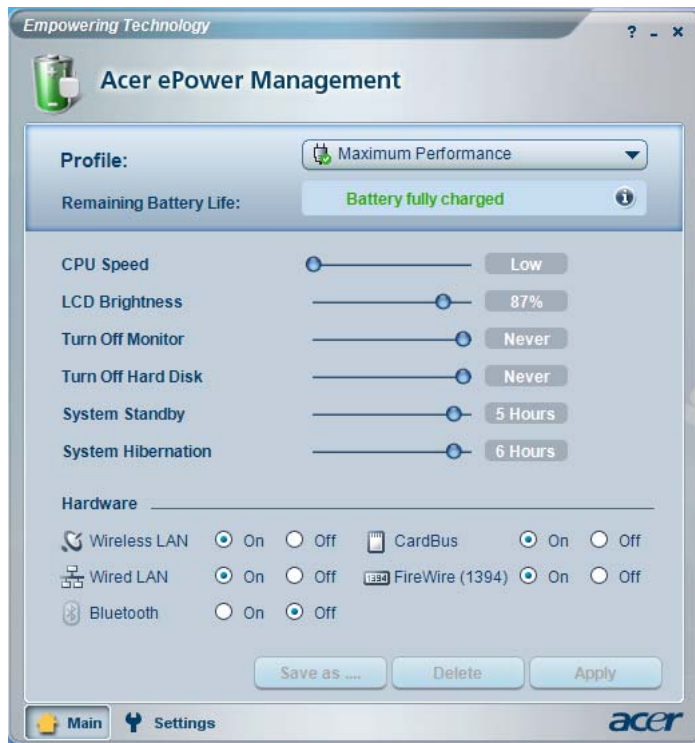 Empowering Technology
? - x
Acer ePower Management
Profile: Maximum Performance
Remaining Battery Life: Battery fully charged
CPU Speed Low
LCD Brightness 87%
Turn Off Monitor Never
Turn Off Hard Disk Never
System Standby 5 Hours
System Hibernation 6 Hours
Hardware
Wireless LAN On Off CardBus On Off
Wired LAN On Off 1394 FireWire (1394) On Off
Bluetooth On Off
Save as .... Delete Apply
Main Settings acer